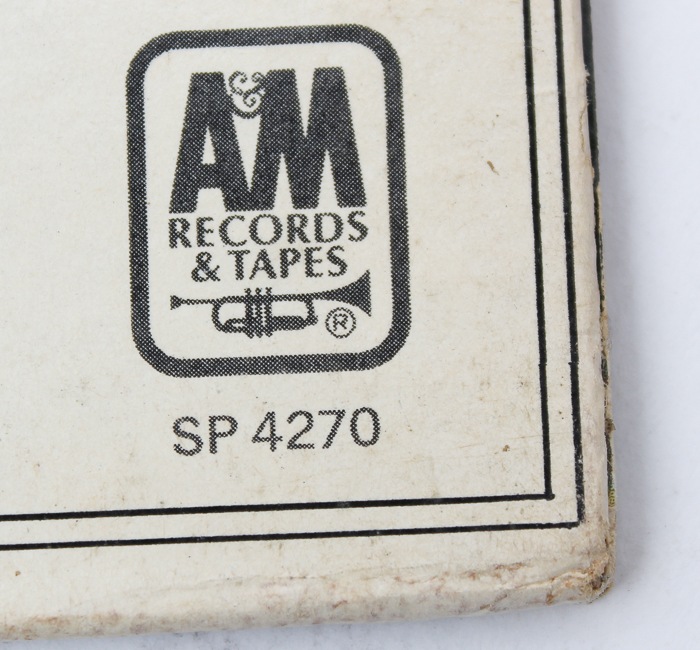 A&M
RECORDS
& TAPES
®
SP 4270